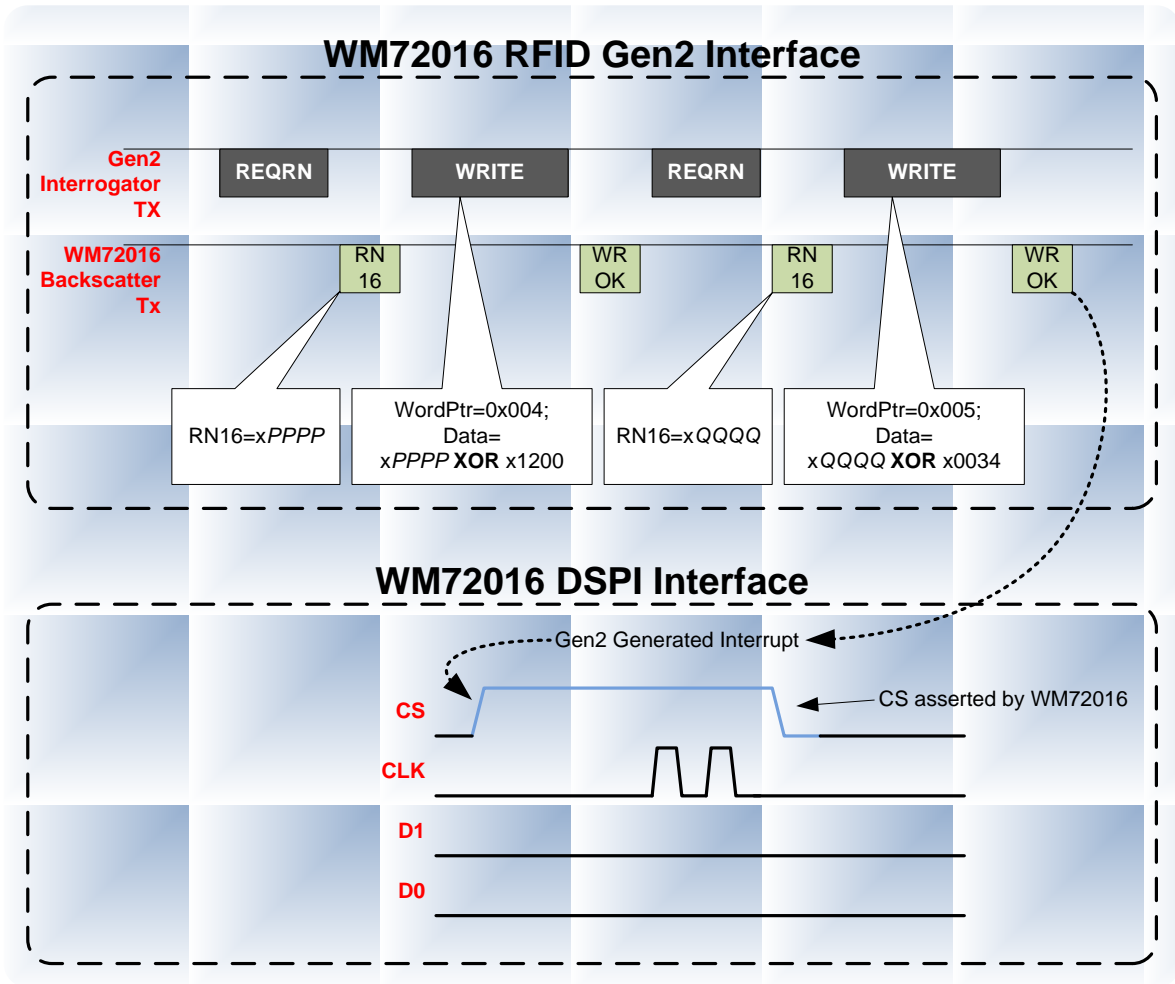 WM72016 RFID Gen2 Interface
Gen2
Interrogator
TX
REQRN
WRITE
REQRN
WRITE
WM72016
Backscatter
Tx
RN
16
WR
OK
RN
16
WR
OK
RN16=xPPPP
WordPtr=0x004;
Data=
xPPPP XOR x1200
RN16=xQQQQ
WordPtr=0x005;
Data=
xQQQQ XOR x0034
WM72016 DSPI Interface
Gen2 Generated Interrupt
CS
CS asserted by WM72016
CLK
D1
D0